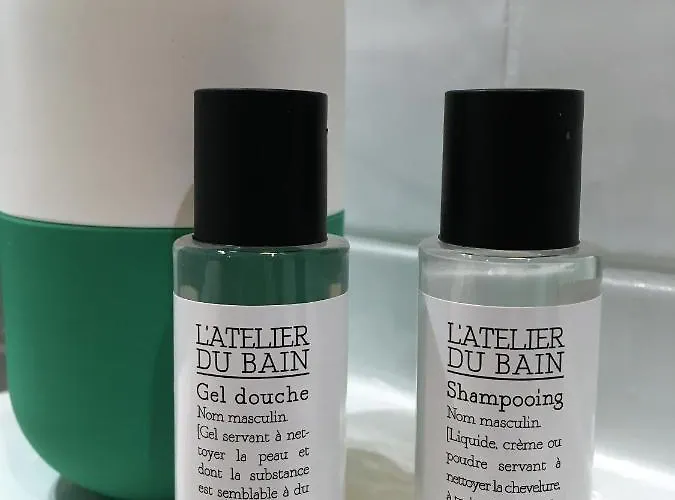 L'ATELIER
DU BAIN
Gel douche
Nom masculin
[Gel servant à net-
toyer la peau et
dont la substance
est semblable à du
L'ATELIER
DU BAIN
Shampooing
Nom masculin
[Liquide, crème ou
poudre servant à
nettoyer la chevelure,